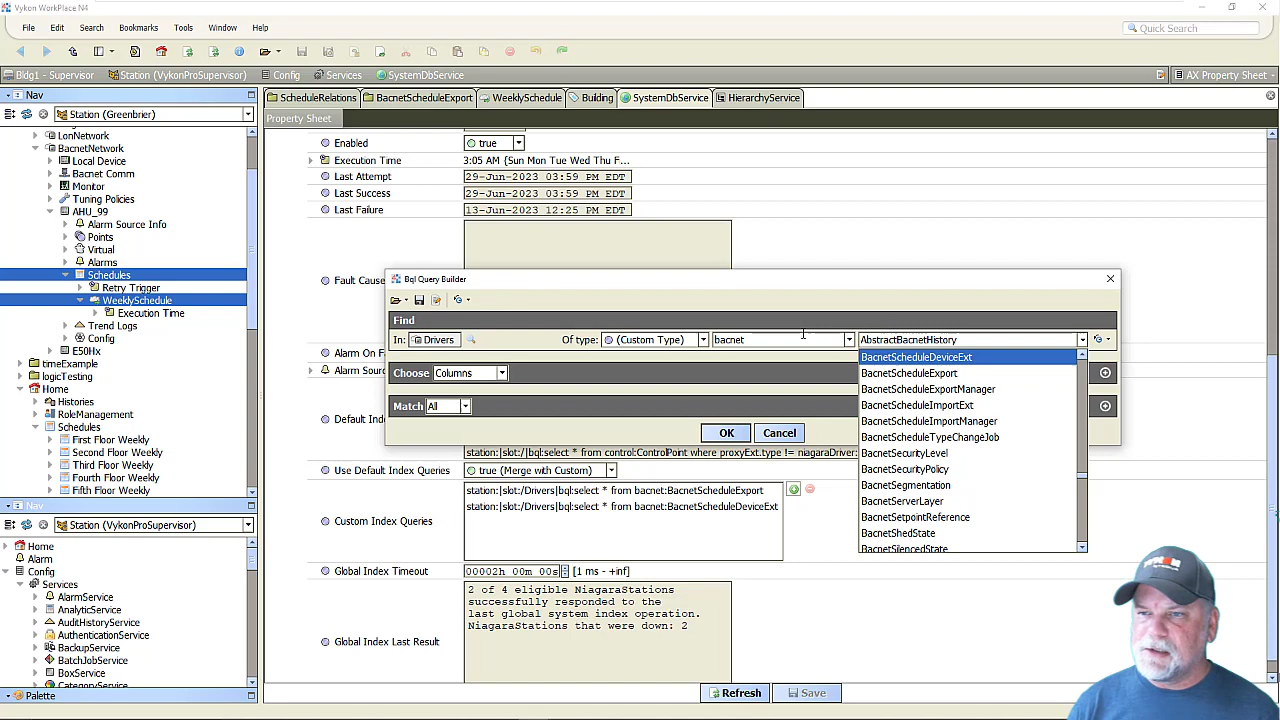 Vykon WorkPlace N4
File Edit Search Bookmarks Tools Window Help
Quick Search
Bldg1 - Supervisor Station (VykonProSupervisor) Config Services SystemDbService AX Property Sheet
Nav
Station (Greenbrier)
LonNetwork
BacnetNetwork
Local Device
Bacnet Comm
Monitor
Tuning Policies
AHU_99
Alarm Source Info
Points
Virtual
Alarms
Schedules
Retry Trigger
WeeklySchedule
Execution Time
Trend Logs
Config
E50Hx
timeExample
logicTesting
Home
Histories
RoleManagement
Schedules
First Floor Weekly
Second Floor Weekly
Third Floor Weekly
Fourth Floor Weekly
Fifth Floor Weekly
Nav
Station (VykonProSupervisor)
Home
Alarm
Config
Services
AlarmService
AnalyticService
AuditHistoryService
AuthenticationService
BackupService
BatchJobService
BoxService
CategoryService
Palette
ScheduleRelations BacnetScheduleExport WeeklySchedule Building SystemDbService HierarchyService
Property Sheet
Enabled true
Execution Time 3:05 AM {Sun Mon Tue Wed Thu F...
Last Attempt 29-Jun-2023 03:59 PM EDT
Last Success 29-Jun-2023 03:59 PM EDT
Last Failure 13-Jun-2023 12:25 PM EDT
Fault Cause
Alarm On F
Alarm Sour
Default Inde
station:|slot:/|bql:select * from control:ControlPoint where proxyExt.type != niagaraDriver:
Use Default Index Queries true (Merge with Custom)
station:|slot:/Drivers|bql:select * from bacnet:BacnetScheduleExport
station:|slot:/Drivers|bql:select * from bacnet:BacnetScheduleDeviceExt
Custom Index Queries
Global Index Timeout 00002h 00m 00s [1 ms - +inf]
2 of 4 eligible NiagaraStations
successfully responded to the
last global system index operation.
NiagaraStations that were down: 2
Global Index Last Result
Refresh Save
Bql Query Builder
Find
In: Drivers Of type: (Custom Type) bacnet AbstractBacnetHistory
Choose Columns
Match All
OK Cancel
BacnetScheduleDeviceExt
BacnetScheduleExport
BacnetScheduleExportManager
BacnetScheduleImportExt
BacnetScheduleImportManager
BacnetScheduleTypeChangeJob
BacnetSecurityLevel
BacnetSecurityPolicy
BacnetSegmentation
BacnetServerLayer
BacnetSetpointReference
BacnetShedState
BacnetSilencedState